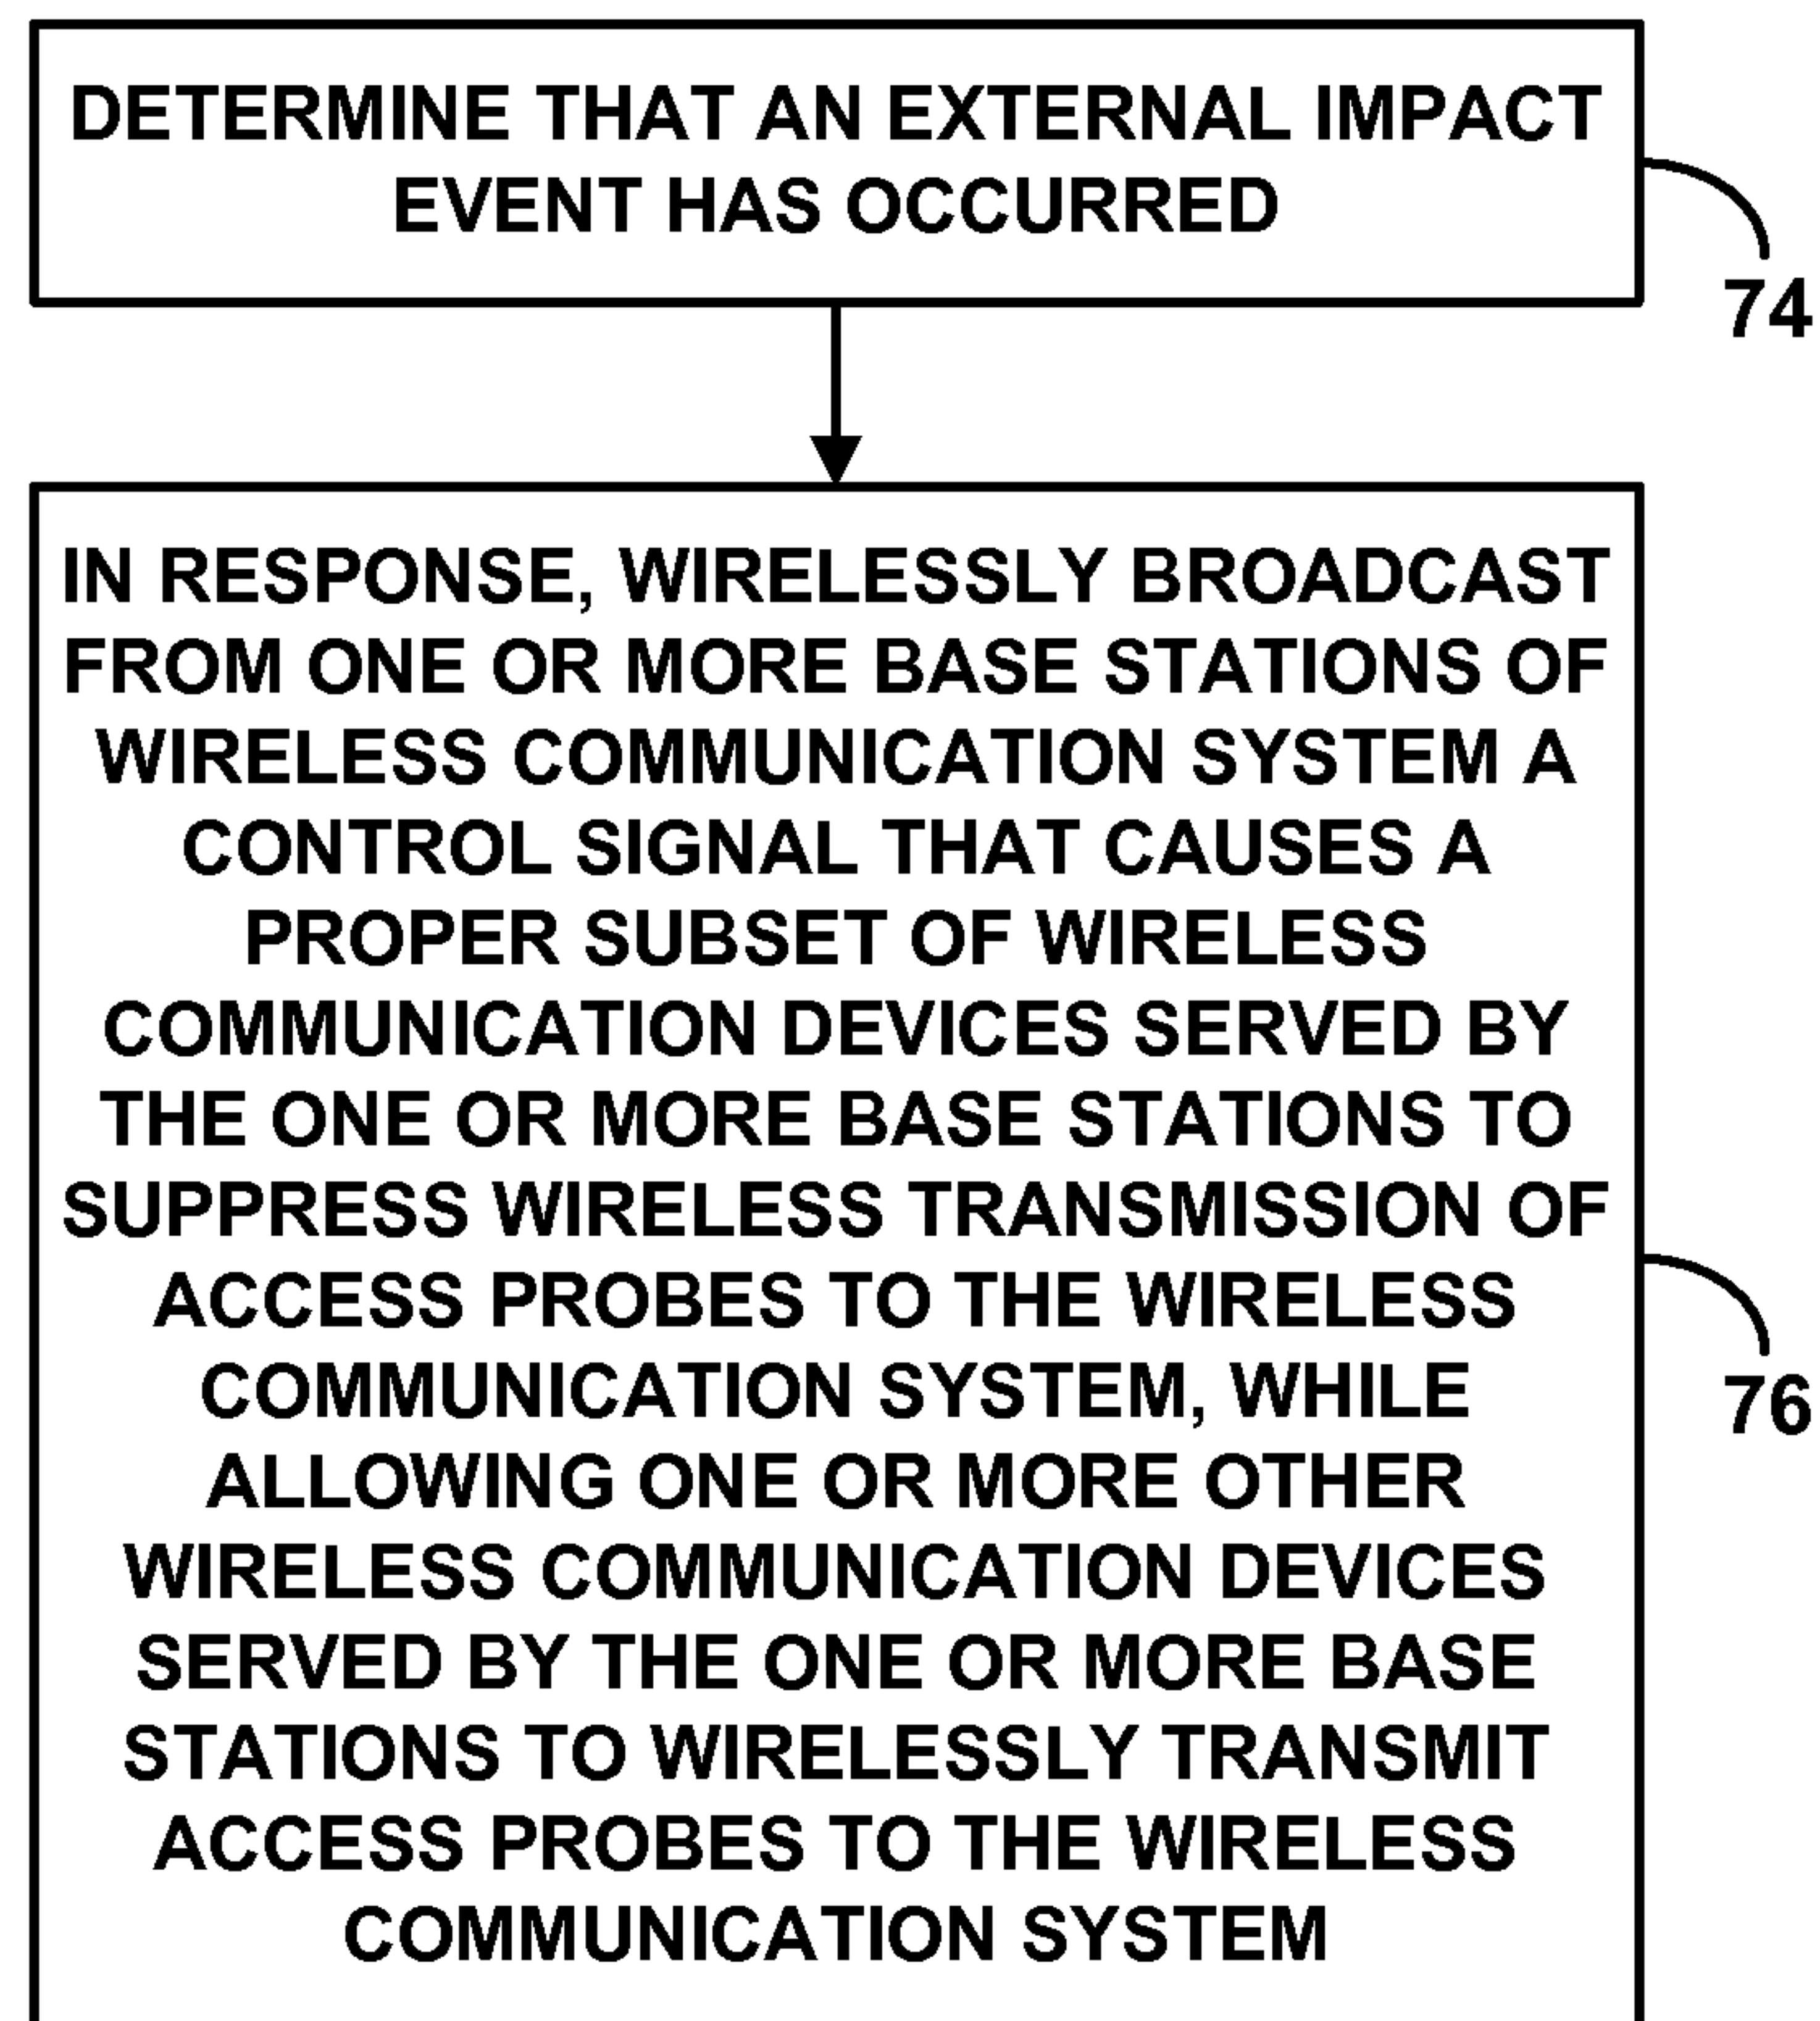 DETERMINE THAT AN EXTERNAL IMPACT
EVENT HAS OCCURRED
74
IN RESPONSE, WIRELESSLY BROADCAST
FROM ONE OR MORE BASE STATIONS OF
WIRELESS COMMUNICATION SYSTEM A
CONTROL SIGNAL THAT CAUSES A
PROPER SUBSET OF WIRELESS
COMMUNICATION DEVICES SERVED BY
THE ONE OR MORE BASE STATIONS TO
SUPPRESS WIRELESS TRANSMISSION OF
ACCESS PROBES TO THE WIRELESS
COMMUNICATION SYSTEM, WHILE
ALLOWING ONE OR MORE OTHER
WIRELESS COMMUNICATION DEVICES
SERVED BY THE ONE OR MORE BASE
STATIONS TO WIRELESSLY TRANSMIT
ACCESS PROBES TO THE WIRELESS
COMMUNICATION SYSTEM
76